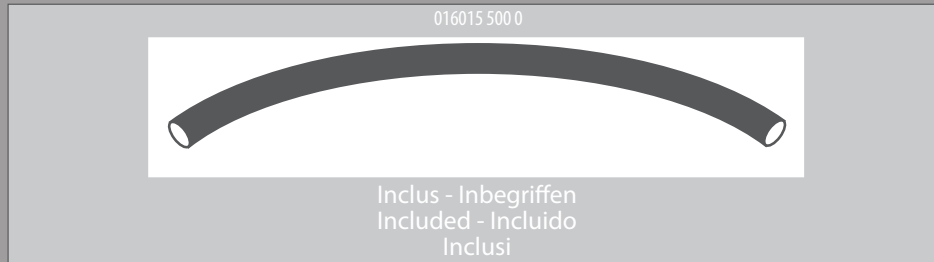 016015 500 0
Inclus - Inbegriffen
Included - Incluido
Inclusi